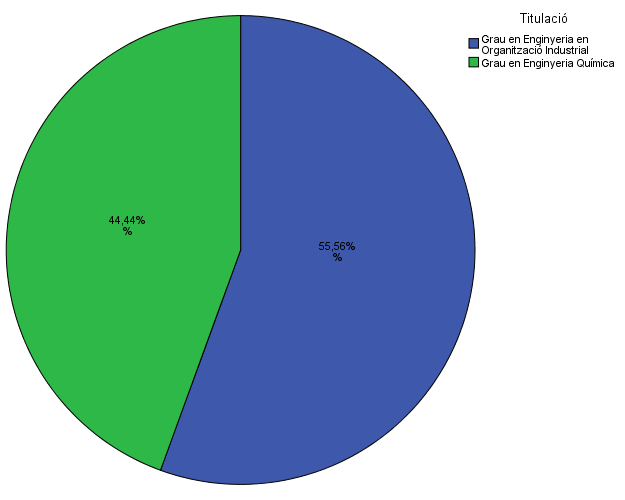 Titulació
Grau en Enginyeria en
Organització Industrial
Grau en Enginyeria Química
44,44%
%
55,56%
%